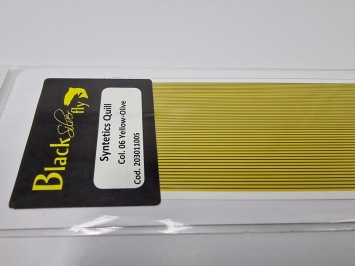 Black Silver fly
Syntetics Quill
Col. 06 Yellow-Olive
Cod. 203011005